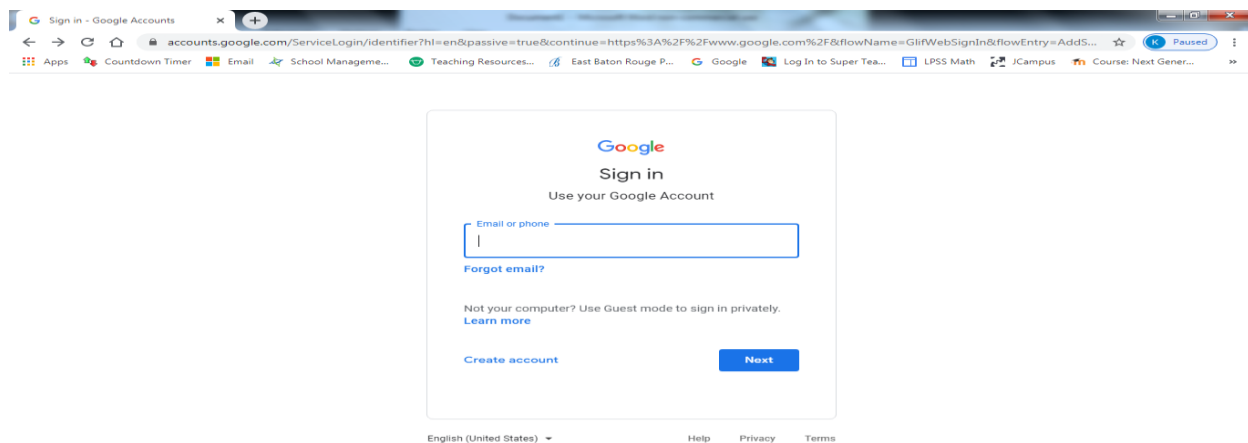 Sign in - Google Accounts
accounts.google.com/ServiceLogin/identifier?hl=en&passive=true&continue=https%3A%2F%2Fwww.google.com%2F&flowName=GlifWebSignIn&flowEntry=AddS... K Paused
Apps Countdown Timer Email School Manageme... Teaching Resources... East Baton Rouge P... Google Log In to Super Tea... LPSS Math JCampus Course: Next Gener... »
Google
Sign in
Use your Google Account
Email or phone
Forgot email?
Not your computer? Use Guest mode to sign in privately.
Learn more
Create account Next
English (United States) Help Privacy Terms